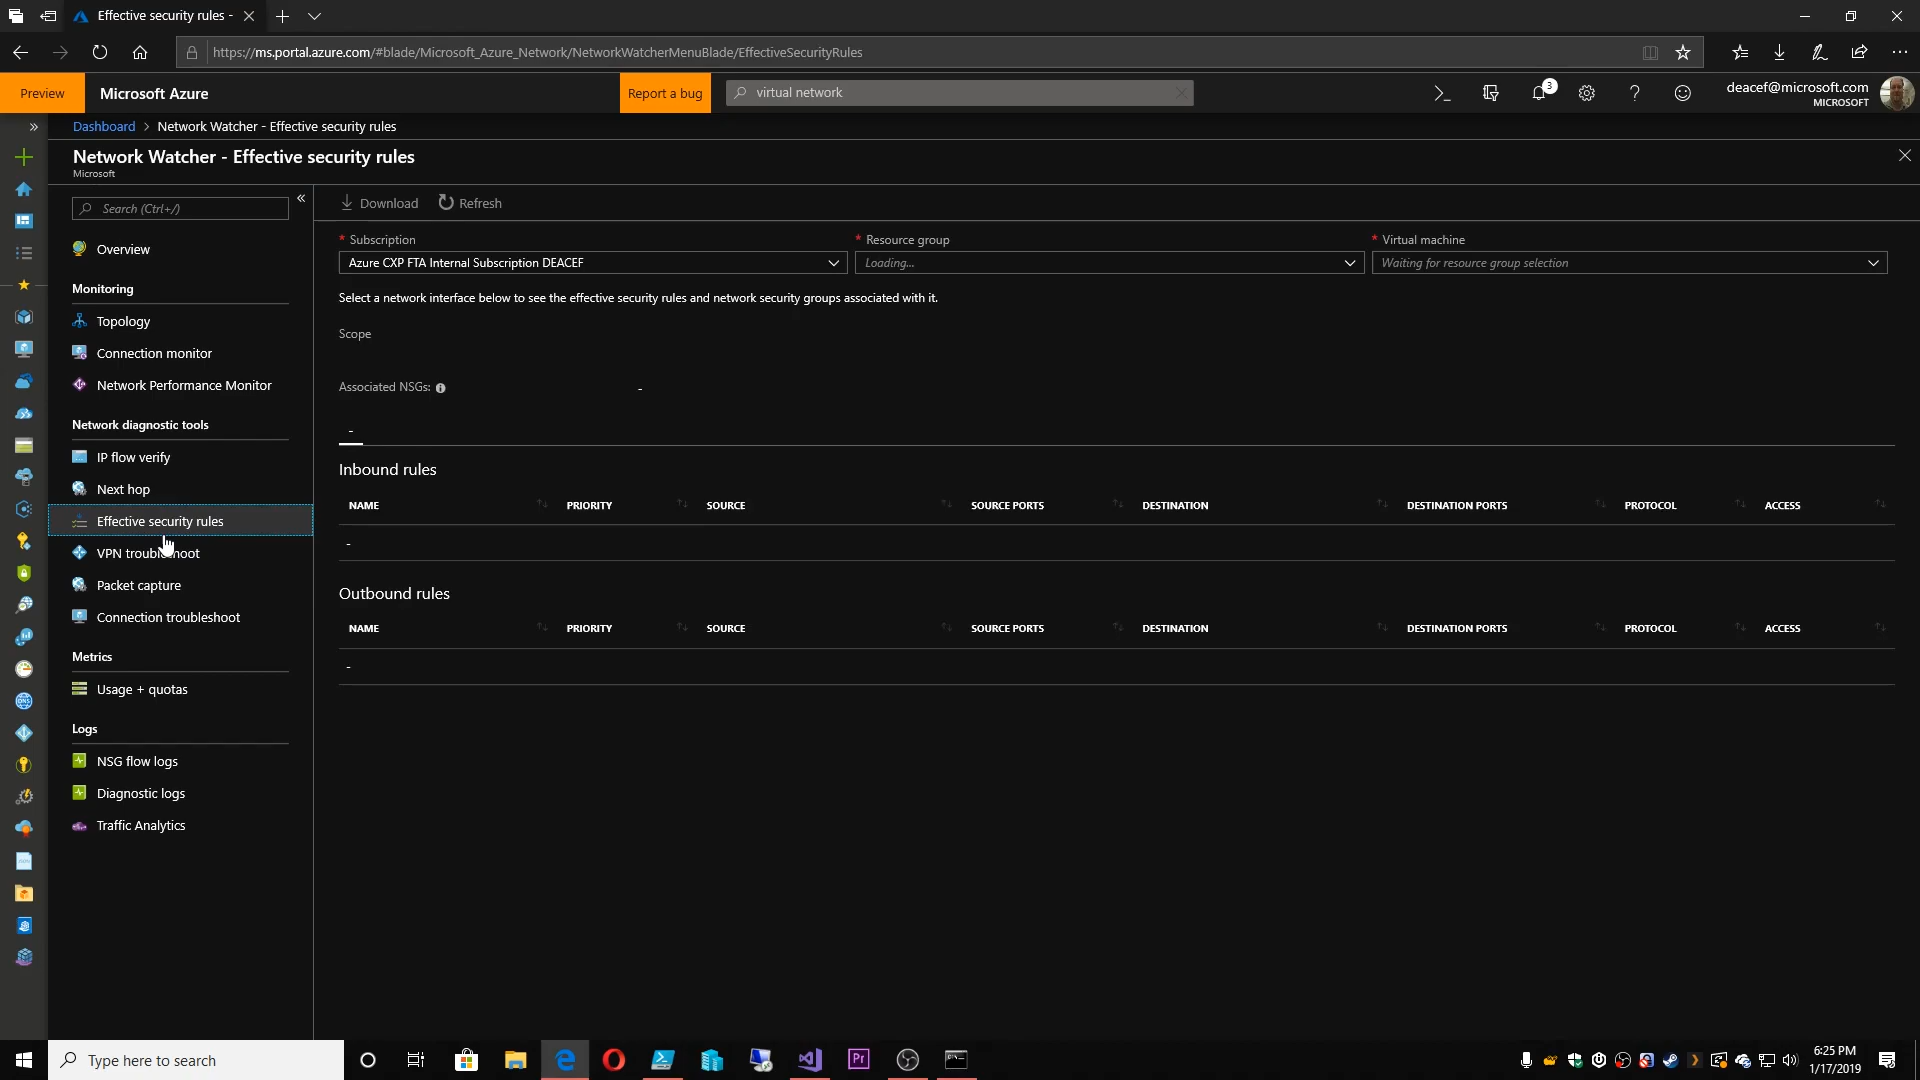 Effective security rules -
https://ms.portal.azure.com/#blade/Microsoft_Azure_Network/NetworkWatcherMenuBlade/EffectiveSecurityRules
Preview
Microsoft Azure
Report a bug
virtual network
3
deacef@microsoft.com
MICROSOFT
Dashboard > Network Watcher - Effective security rules
Network Watcher - Effective security rules
Microsoft
Search (Ctrl+/)
Overview
Monitoring
Topology
Connection monitor
Network Performance Monitor
Network diagnostic tools
IP flow verify
Next hop
Effective security rules
VPN troubleshoot
Packet capture
Connection troubleshoot
Metrics
Usage + quotas
Logs
NSG flow logs
Diagnostic logs
Traffic Analytics
Download
Refresh
* Subscription
Azure CXP FTA Internal Subscription DEACEF
* Resource group
Loading...
* Virtual machine
Waiting for resource group selection
Select a network interface below to see the effective security rules and network security groups associated with it.
Scope
Associated NSGs: -
-
Inbound rules
NAME PRIORITY SOURCE SOURCE PORTS DESTINATION DESTINATION PORTS PROTOCOL ACCESS
-
Outbound rules
NAME PRIORITY SOURCE SOURCE PORTS DESTINATION DESTINATION PORTS PROTOCOL ACCESS
-
Type here to search
Pr
6:25 PM
1/17/2019